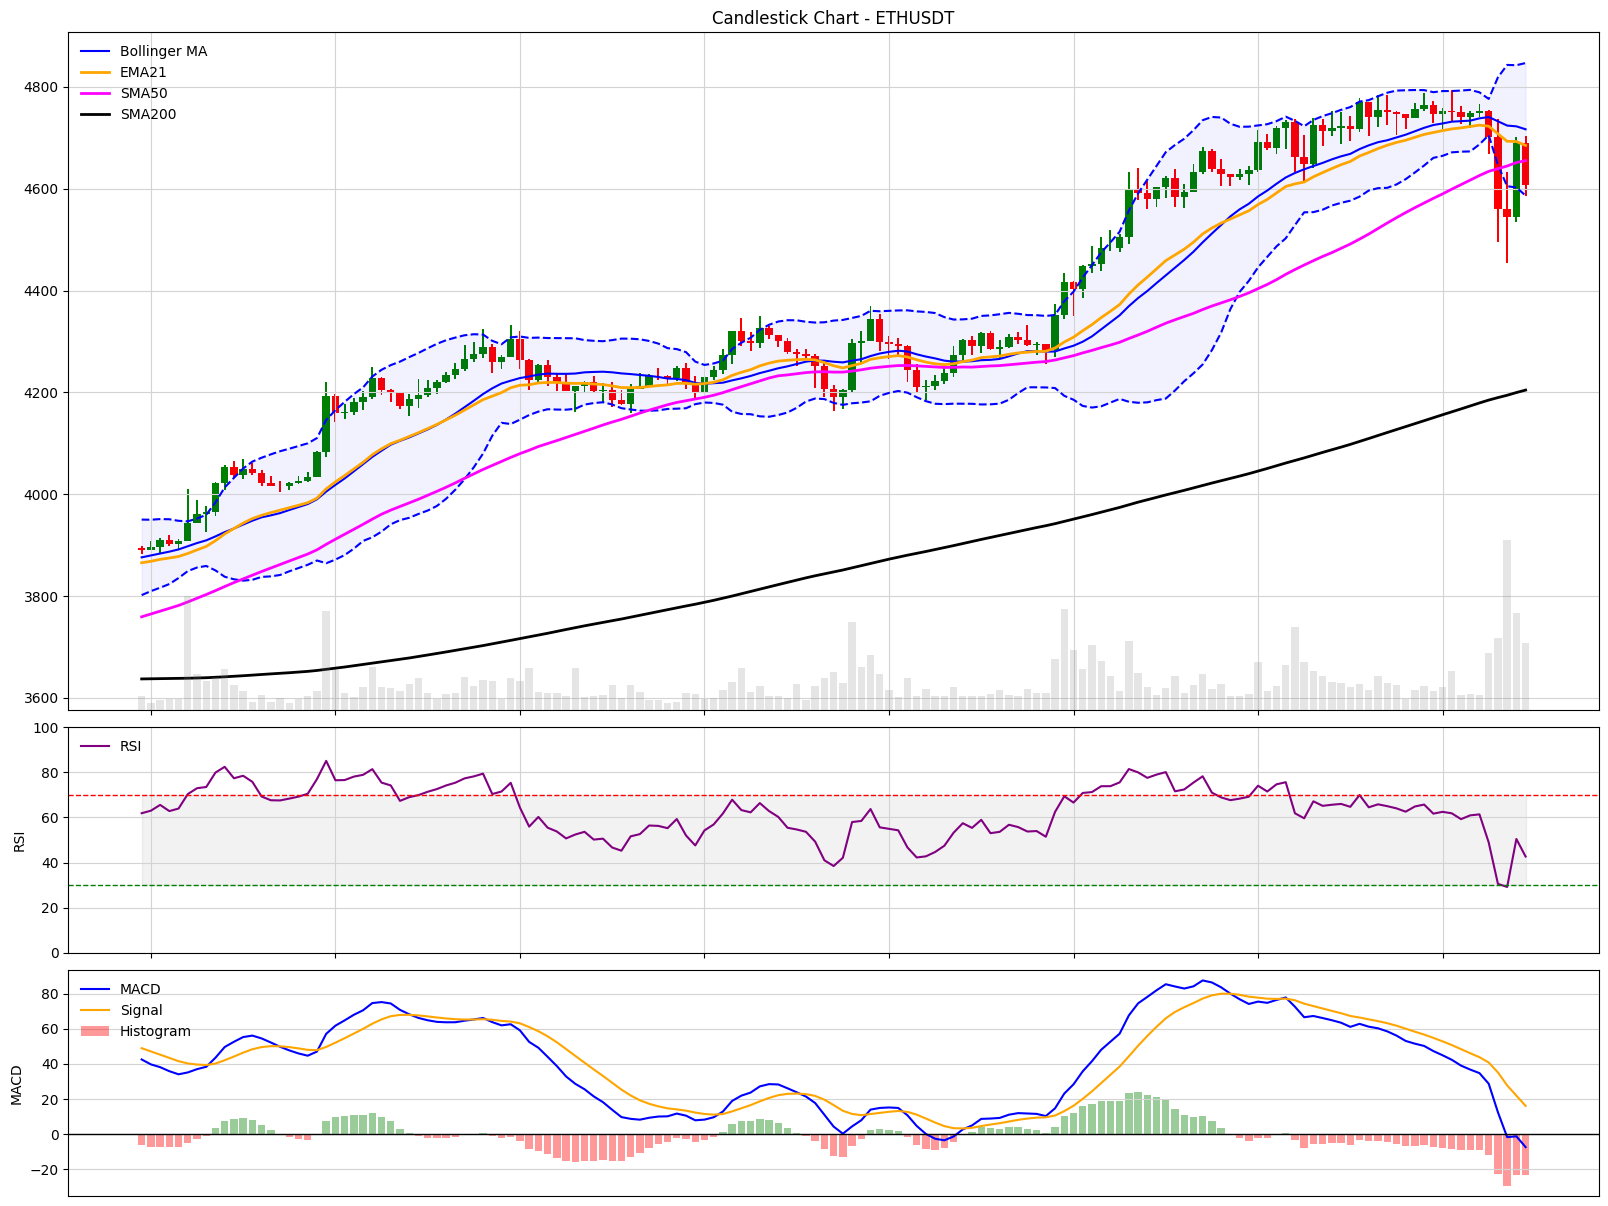 Candlestick Chart - ETHUSDT
Bollinger MA
EMA21
SMA50
SMA200
4800
4600
4400
4200
4000
3800
3600
RSI
100
80
60
40
20
0
RSI
MACD
Signal
Histogram
80
60
40
20
0
−20
MACD